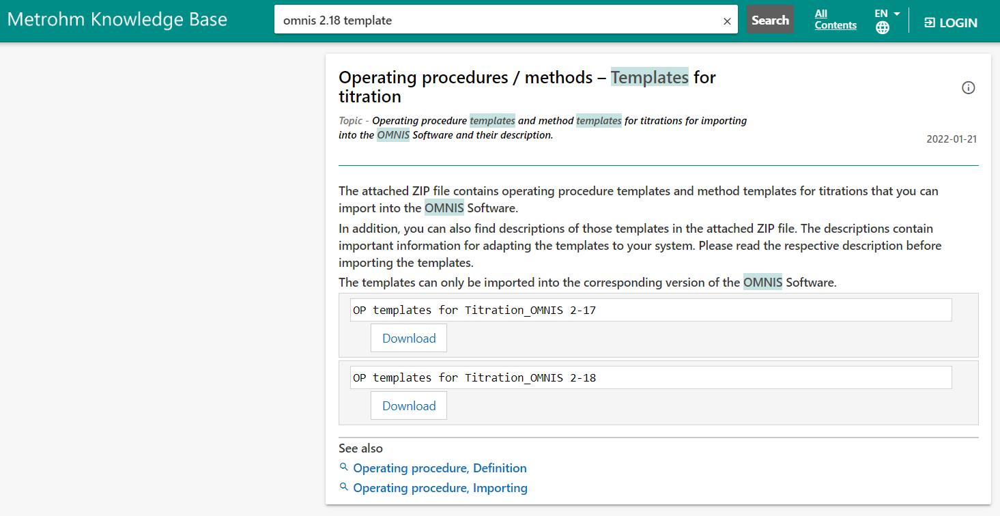 Metrohm Knowledge Base
omnis 2.18 template
Search
All
Contents
EN
LOGIN
Operating procedures / methods – Templates for
titration
Topic - Operating procedure templates and method templates for titrations for importing
into the OMNIS Software and their description.
2022-01-21
The attached ZIP file contains operating procedure templates and method templates for titrations that you can
import into the OMNIS Software.
In addition, you can also find descriptions of those templates in the attached ZIP file. The descriptions contain
important information for adapting the templates to your system. Please read the respective description before
importing the templates.
The templates can only be imported into the corresponding version of the OMNIS Software.
OP templates for Titration_OMNIS 2-17
Download
OP templates for Titration_OMNIS 2-18
Download
See also
Operating procedure, Definition
Operating procedure, Importing